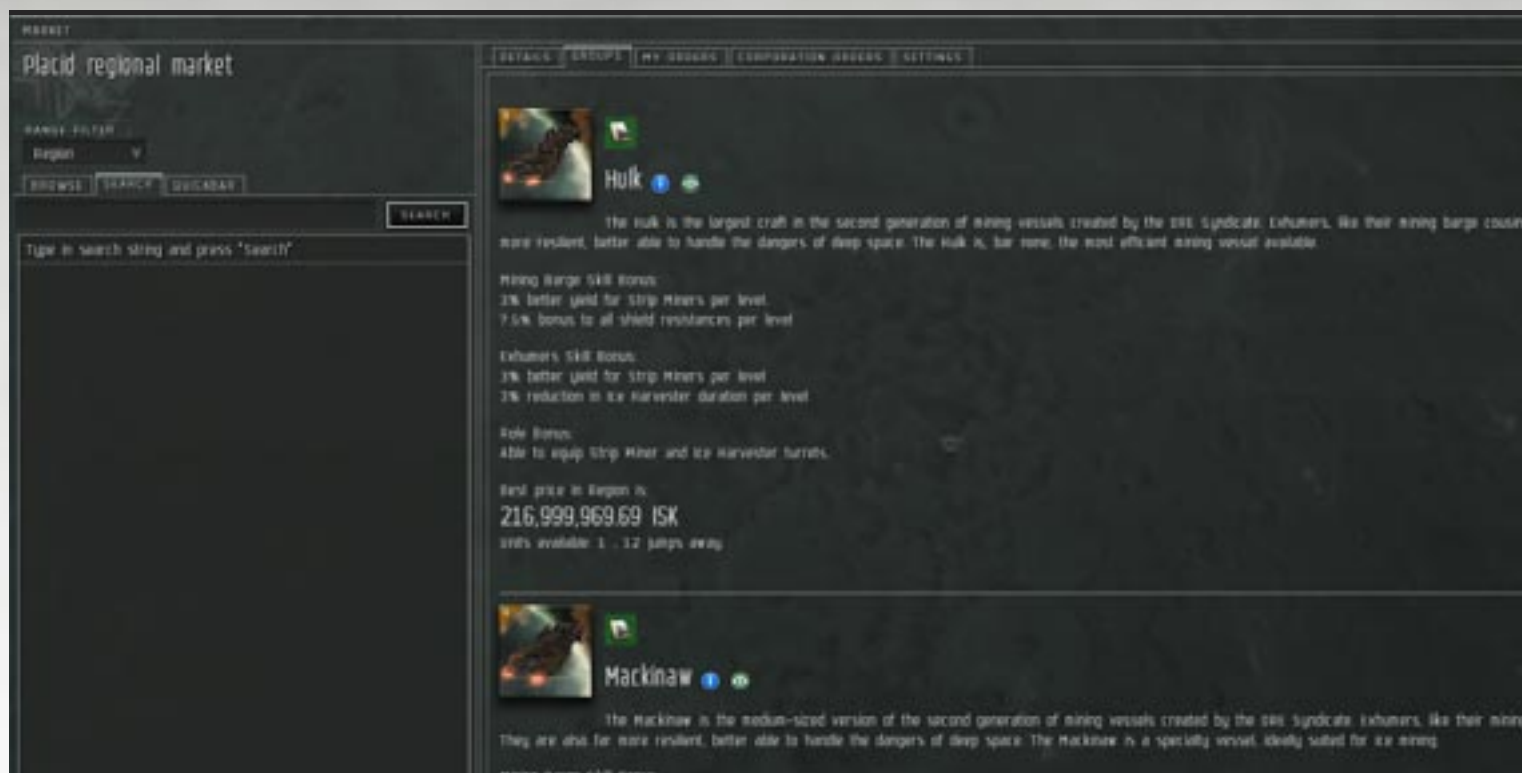 MARKET
Placid regional market
RANGE FILTER
Region
BROWSE SEARCH QUICKBAR
SEARCH
Type in search string and press "Search"
DETAILS GROUPS MY ORDERS CORPORATION ORDERS SETTINGS
Hulk
The Hulk is the largest craft in the second generation of mining vessels created by the ORE Syndicate. Exhumers, like their mining barge
more resilient, better able to handle the dangers of deep space. The Hulk is, bar none, the most efficient mining vessel available.
Mining Barge Skill Bonus:
3% better yield for Strip Miners per level
7.5% bonus to all shield resistances per level
Exhumers Skill Bonus:
3% better yield for Strip Miners per level
3% reduction in Ice Harvester duration per level
Role Bonus:
Able to equip Strip Miner and Ice Harvester turrets.
Best price in Region is:
216,999,969.69 ISK
Units available 1 , 12 jumps away
Mackinaw
The Mackinaw is the medium-sized version of the second generation of mining vessels created by the ORE Syndicate. Exhumers, like their
They are also far more resilient, better able to handle the dangers of deep space. The Mackinaw is a specialty vessel, ideally suited for ice mining.